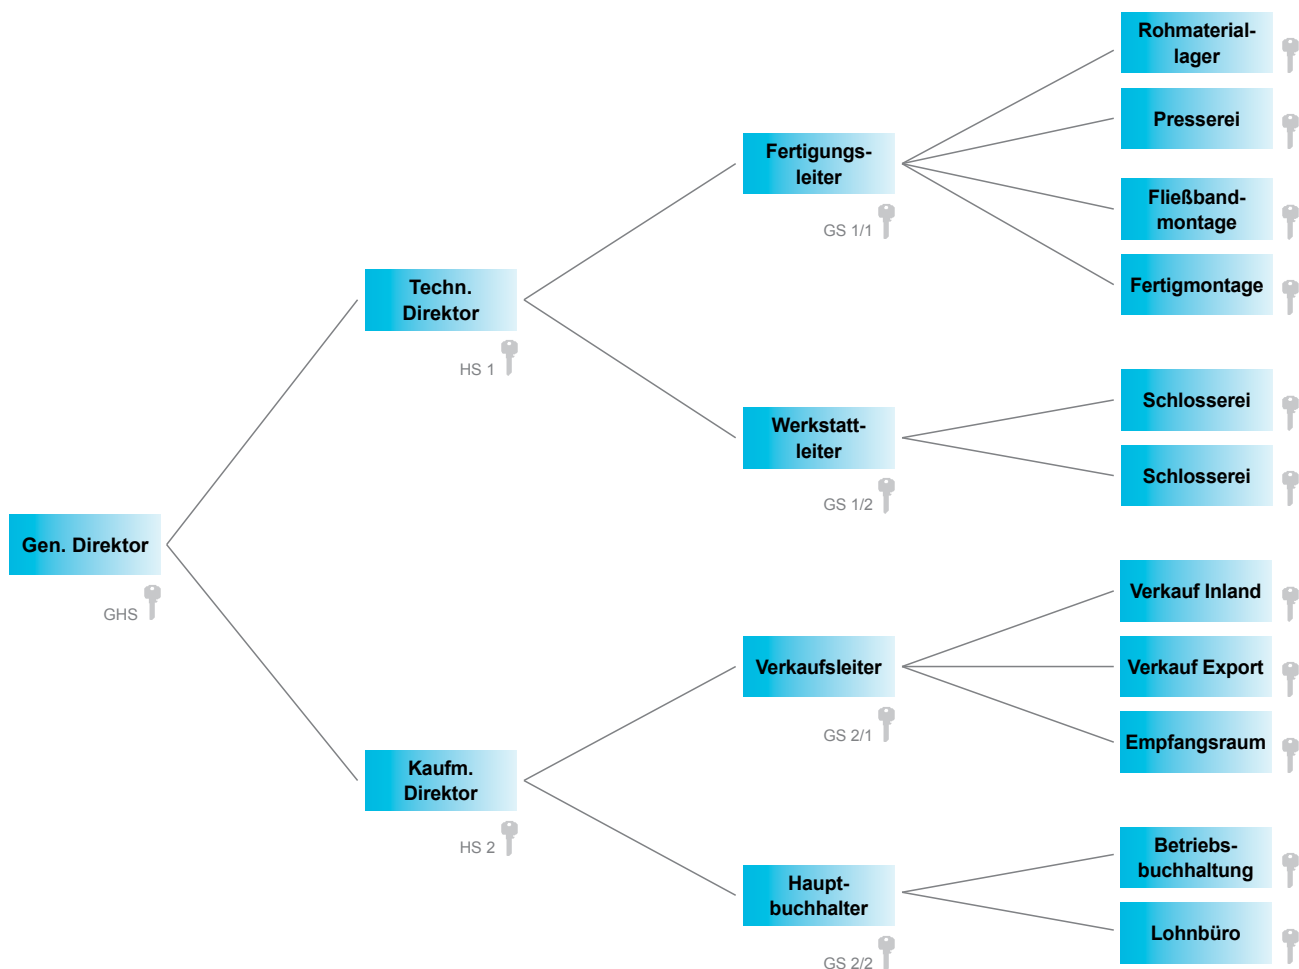 Rohmaterial-
lager
Presserei
Fertigungs-
leiter
GS 1/1
Fließband-
montage
Fertigmontage
Techn.
Direktor
HS 1
Schlosserei
Werkstatt-
leiter
GS 1/2
Schlosserei
Gen. Direktor
GHS
Verkauf Inland
Verkaufsleiter
GS 2/1
Verkauf Export
Empfangsraum
Kaufm.
Direktor
HS 2
Betriebs-
buchhaltung
Haupt-
buchhalter
GS 2/2
Lohnbüro